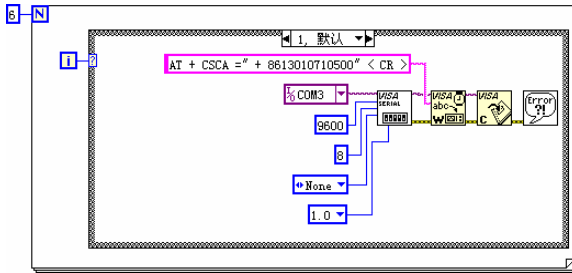 6 N
1, 默认
i
?
AT + CSCA =" + 8613010710500" < CR >
I/O COM3
VISA SERIAL
VISA abc W
VISA C
Error ?!
9600
8
None
1.0